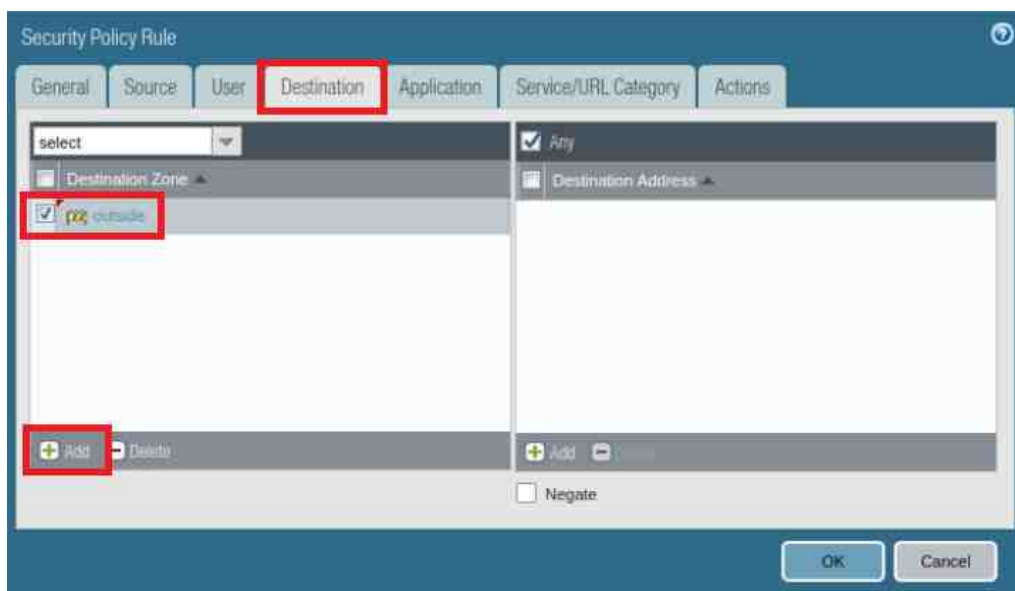 Security Policy Rule
General Source User Destination Application Service/URL Category Actions
select
Any
Destination Zone
Destination Address
outside
Add Delete
Add
Negate
OK Cancel